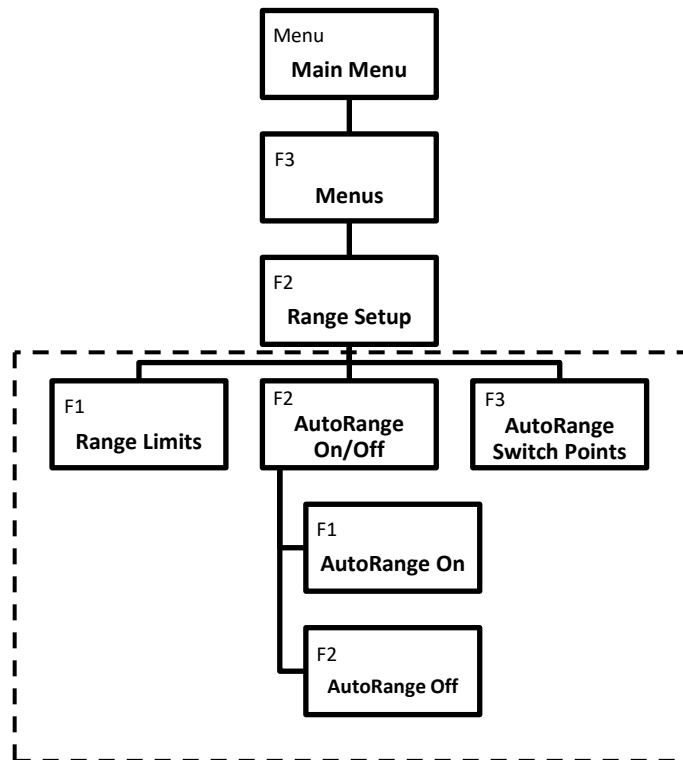 Menu
Main Menu
F3
Menus
F2
Range Setup
F1
Range Limits
F2
AutoRange
On/Off
F3
AutoRange
Switch Points
F1
AutoRange On
F2
AutoRange Off